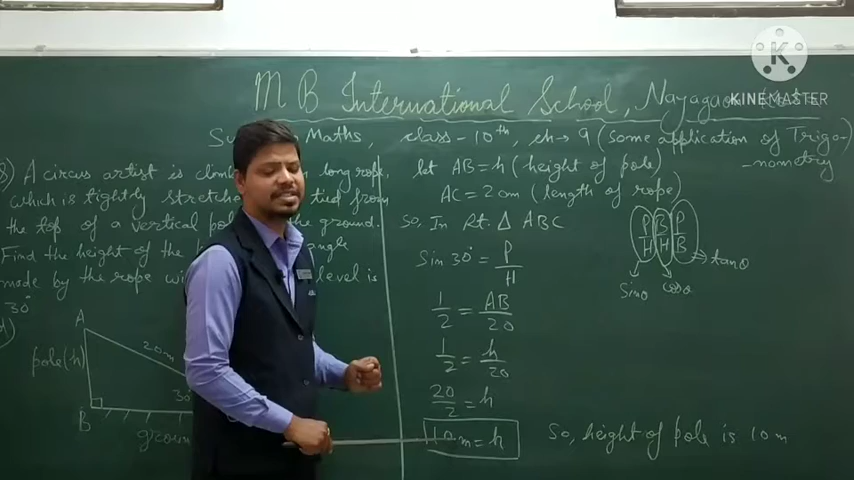 KINEMASTER
M B International School, Nayagaon
Maths, class - 10th, ch → 9 (Some application of Trigo-
-nometry)
A circus artist is climb long rope,
which is tightly stretch tied from
the top of a vertical pol the ground.
Find the height of the p angle
made by the rope wi level is
30°
A
20m
pole (h)
30°
B
groun
let AB = h (height of pole)
AC = 20m (length of rope)
So, In Rt. Δ ABC
Sin 30° = P/H
1/2 = AB/20
1/2 = h/20
20/2 = h
10m = h
So, height of pole is 10m
P B P
H H B → tanθ
sinθ cosθ